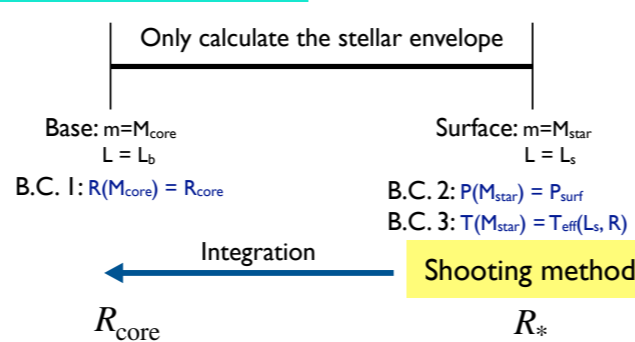 Only calculate the stellar envelope
Base: m=Mcore
L = Lb
B.C. 1: R(Mcore) = Rcore
Surface: m=Mstar
L = Ls
B.C. 2: P(Mstar) = Psurf
B.C. 3: T(Mstar) = Teff(Ls, R)
Integration
Shooting method
Rcore
R*